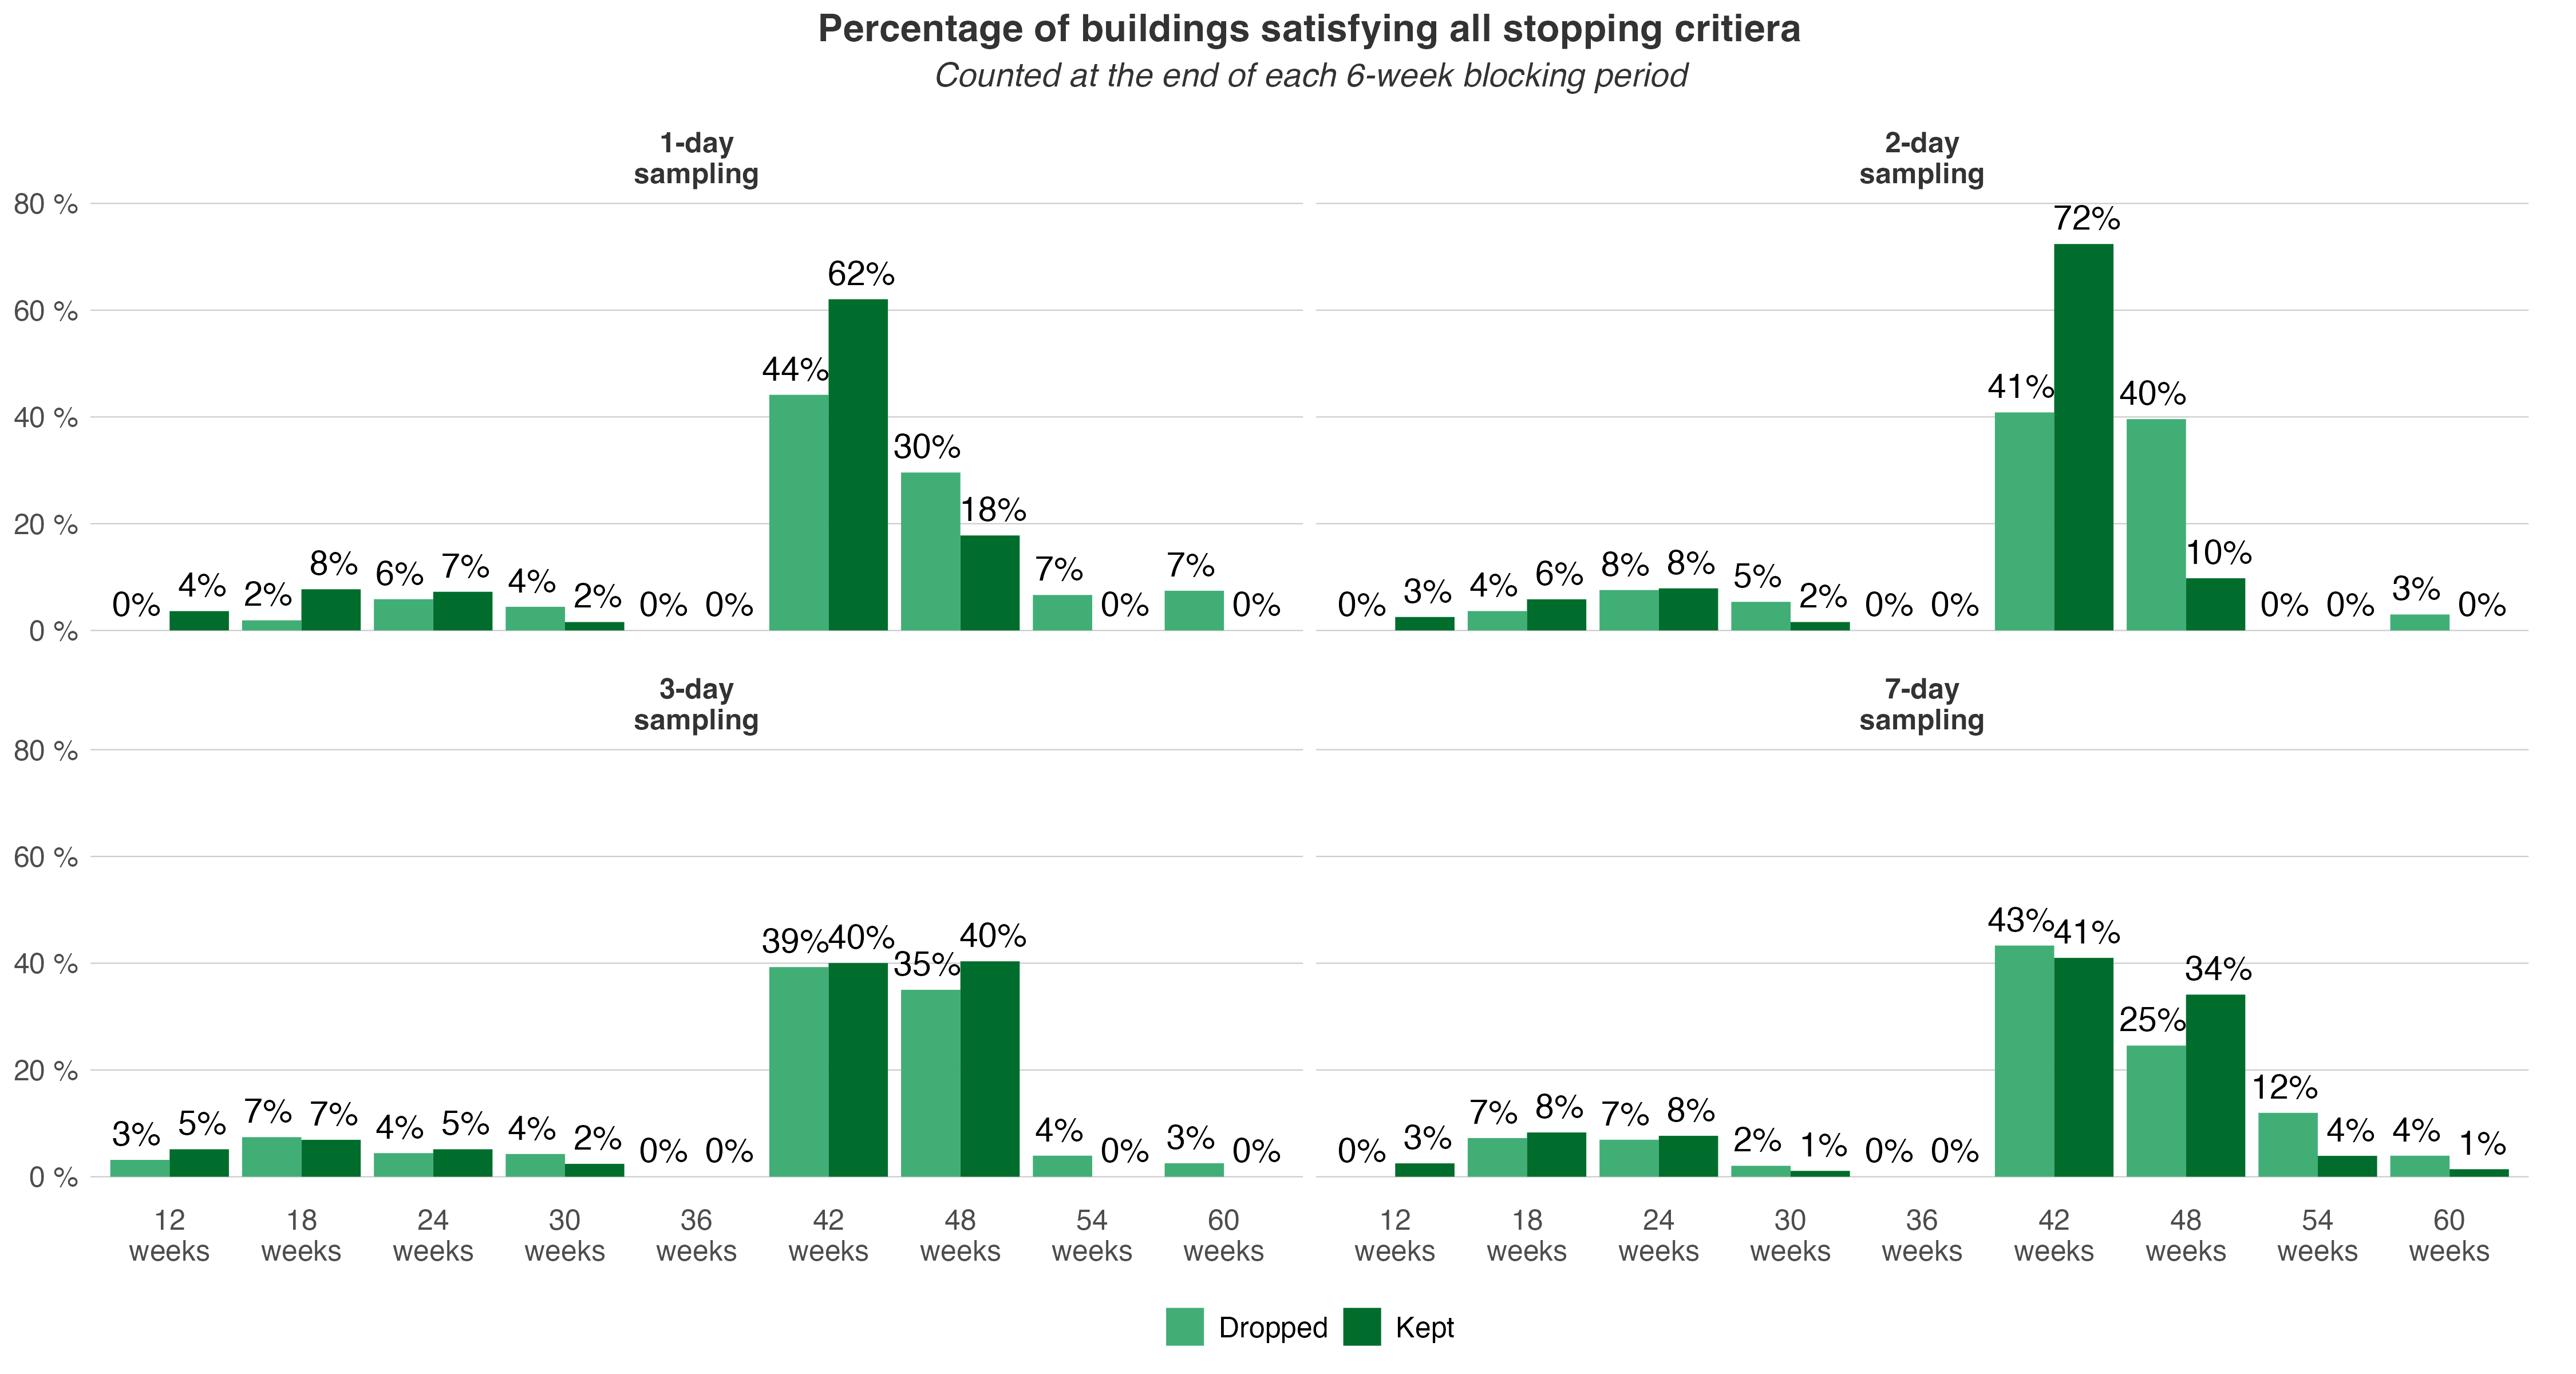 Percentage of buildings satisfying all stopping critiera
Counted at the end of each 6-week blocking period
1-day
sampling
2-day
sampling
80 %
60 %
40 %
20 %
0 %
0% 4% 2% 8% 6% 7% 4% 2% 0% 0% 44% 62% 30% 18% 7% 0% 7% 0%
0% 3% 4% 6% 8% 8% 5% 2% 0% 0% 41% 72% 40% 10% 0% 0% 3% 0%
3-day
sampling
7-day
sampling
80 %
60 %
40 %
20 %
0 %
3% 5% 7% 7% 4% 5% 4% 2% 0% 0% 39% 40% 35% 40% 4% 0% 3% 0%
0% 3% 7% 8% 7% 8% 2% 1% 0% 0% 43% 41% 25% 34% 12% 4% 4% 1%
12 18 24 30 36 42 48 54 60 12 18 24 30 36 42 48 54 60
weeks weeks weeks weeks weeks weeks weeks weeks weeks weeks weeks weeks weeks weeks weeks weeks weeks weeks
Dropped Kept